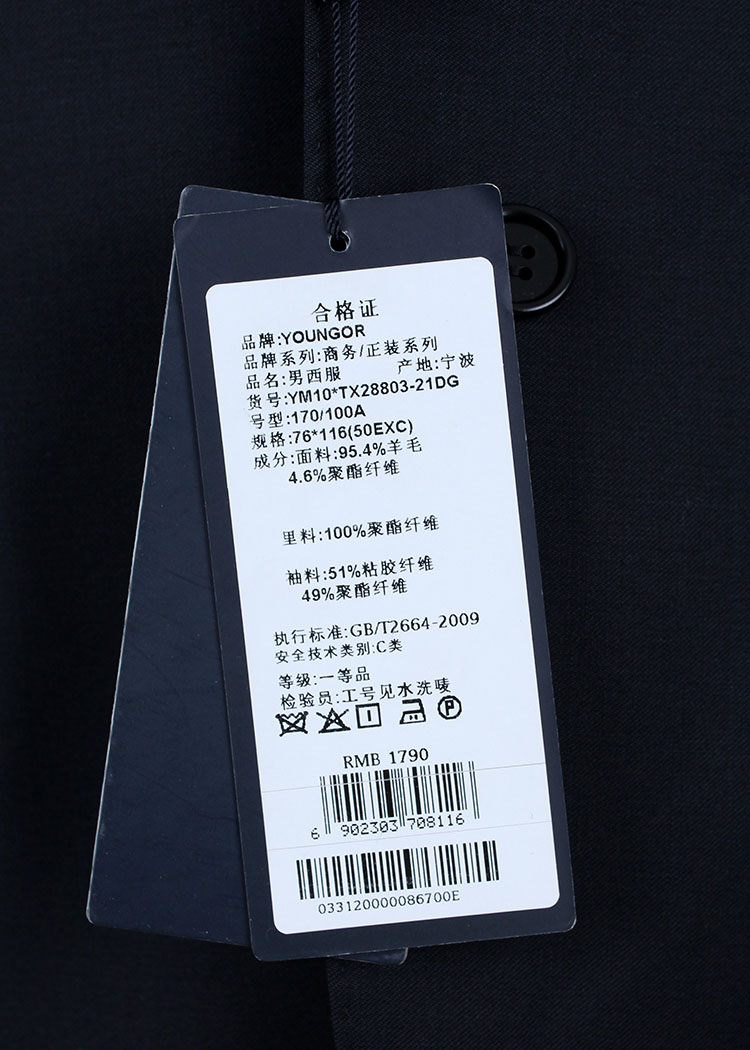 合格证
品牌:YOUNGOR
品牌系列:商务/正装系列
品名:男西服 产地:宁波
货号:YM10*TX28803-21DG
号型:170/100A
规格:76*116(50EXC)
成分:面料:95.4%羊毛
4.6%聚酯纤维
里料:100%聚酯纤维
袖料:51%粘胶纤维
49%聚酯纤维
执行标准:GB/T2664-2009
安全技术类别:C类
等级:一等品
检验员:工号见水洗唛
P
RMB 1790
6 902303 708116
033120000086700E